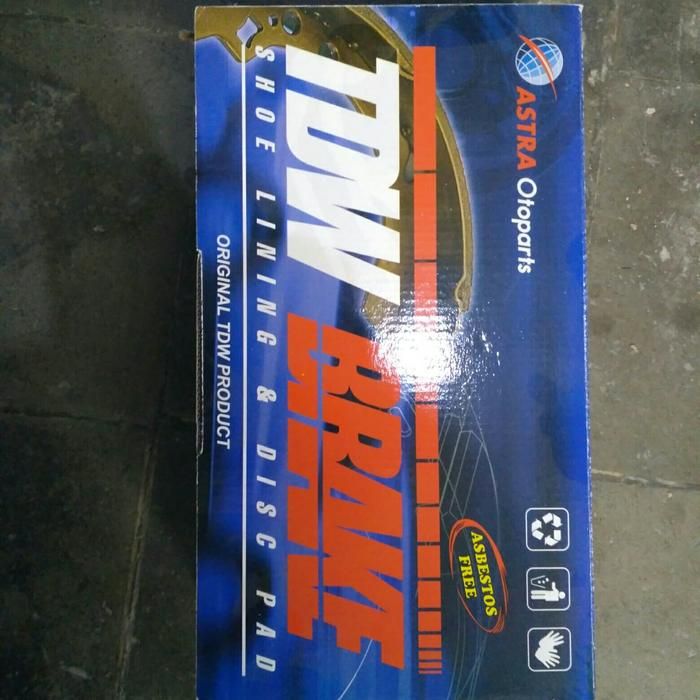 ASTRA Otoparts
TDW BRAKE
SHOE LINING & DISC PAD
ORIGINAL TDW PRODUCT
ASBESTOS
FREE